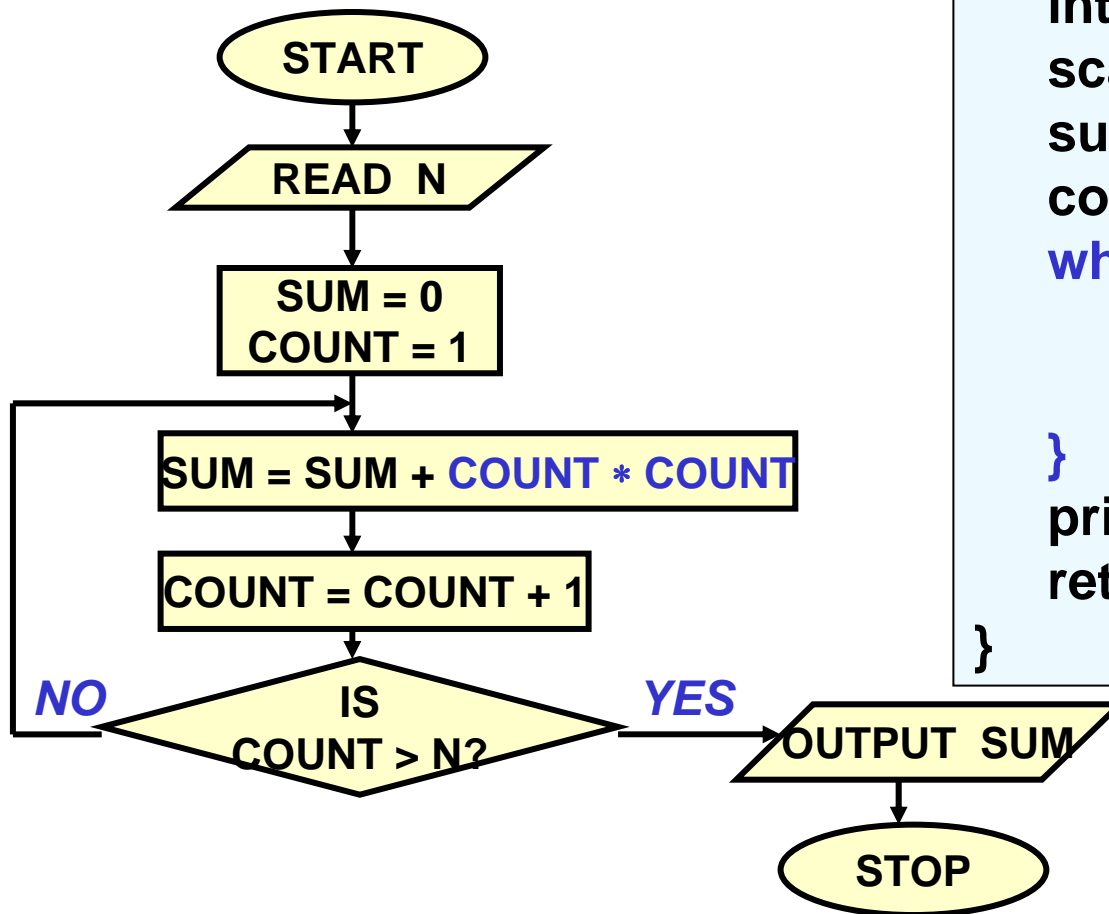 START
READ N
SUM = 0
COUNT = 1
SUM = SUM + COUNT * COUNT
COUNT = COUNT + 1
IS
COUNT > N?
NO
YES
OUTPUT SUM
STOP
}
}